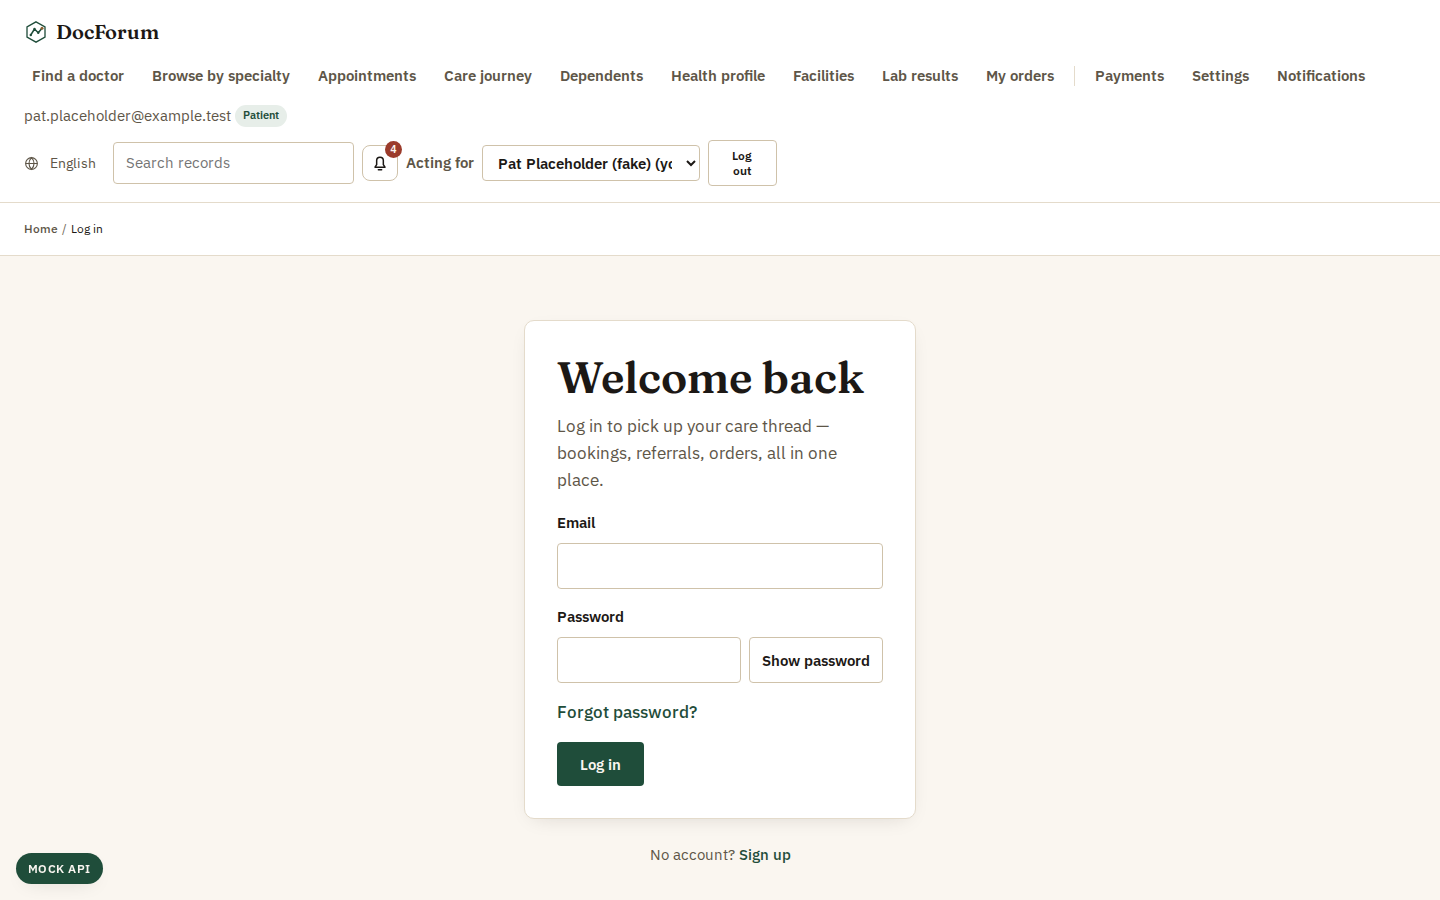 DocForum
Find a doctor Browse by specialty Appointments Care journey Dependents Health profile Facilities Lab results My orders Payments Settings Notifications
pat.placeholder@example.test Patient
English Search records 4 Acting for Pat Placeholder (fake) (yo Log out
Home / Log in
Welcome back
Log in to pick up your care thread —
bookings, referrals, orders, all in one
place.
Email
Password
Show password
Forgot password?
Log in
No account? Sign up
MOCK API